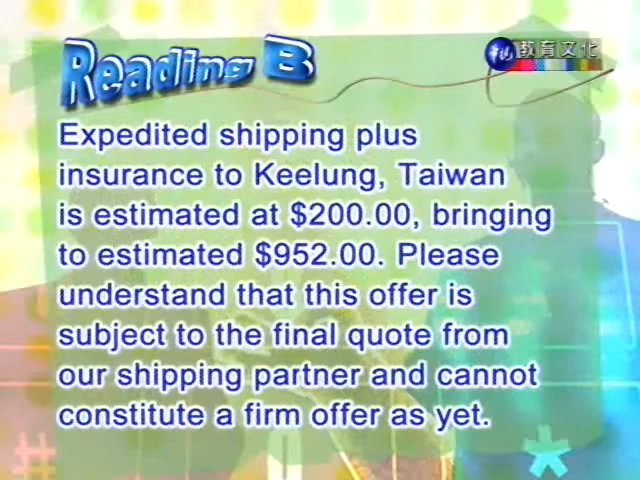 Reading B
華視 教育文化
Expedited shipping plus
insurance to Keelung, Taiwan
is estimated at $200.00, bringing
to estimated $952.00. Please
understand that this offer is
subject to the final quote from
our shipping partner and cannot
constitute a firm offer as yet.